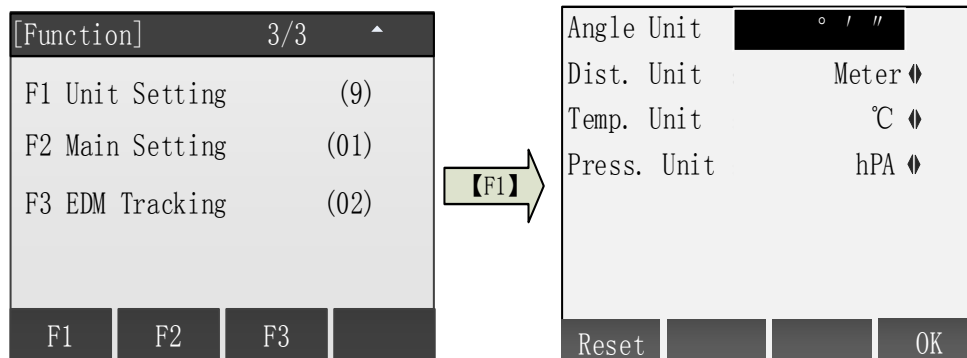 [Function] 3/3
F1 Unit Setting (9)
F2 Main Setting (01)
F3 EDM Tracking (02)
F1 F2 F3
【F1】
Angle Unit ° ′ ″
Dist. Unit Meter
Temp. Unit ℃
Press. Unit hPA
Reset OK